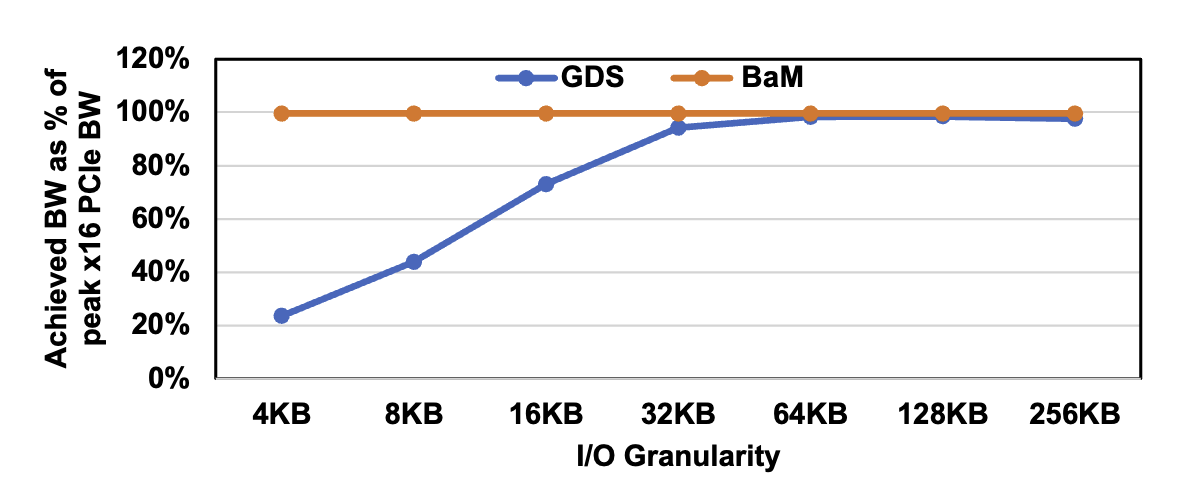 Achieved BW as % of
peak x16 PCIe BW
120%
100%
80%
60%
40%
20%
0%
GDS
BaM
4KB
8KB
16KB
32KB
64KB
128KB
256KB
I/O Granularity